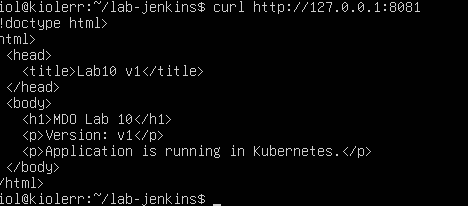 iol@kiolerr:~/lab-jenkins$ curl http://127.0.0.1:8081
!doctype html>
html>
<head>
<title>Lab10 v1</title>
</head>
<body>
<h1>MDO Lab 10</h1>
<p>Version: v1</p>
<p>Application is running in Kubernetes.</p>
</body>
/html>
iol@kiolerr:~/lab-jenkins$ _